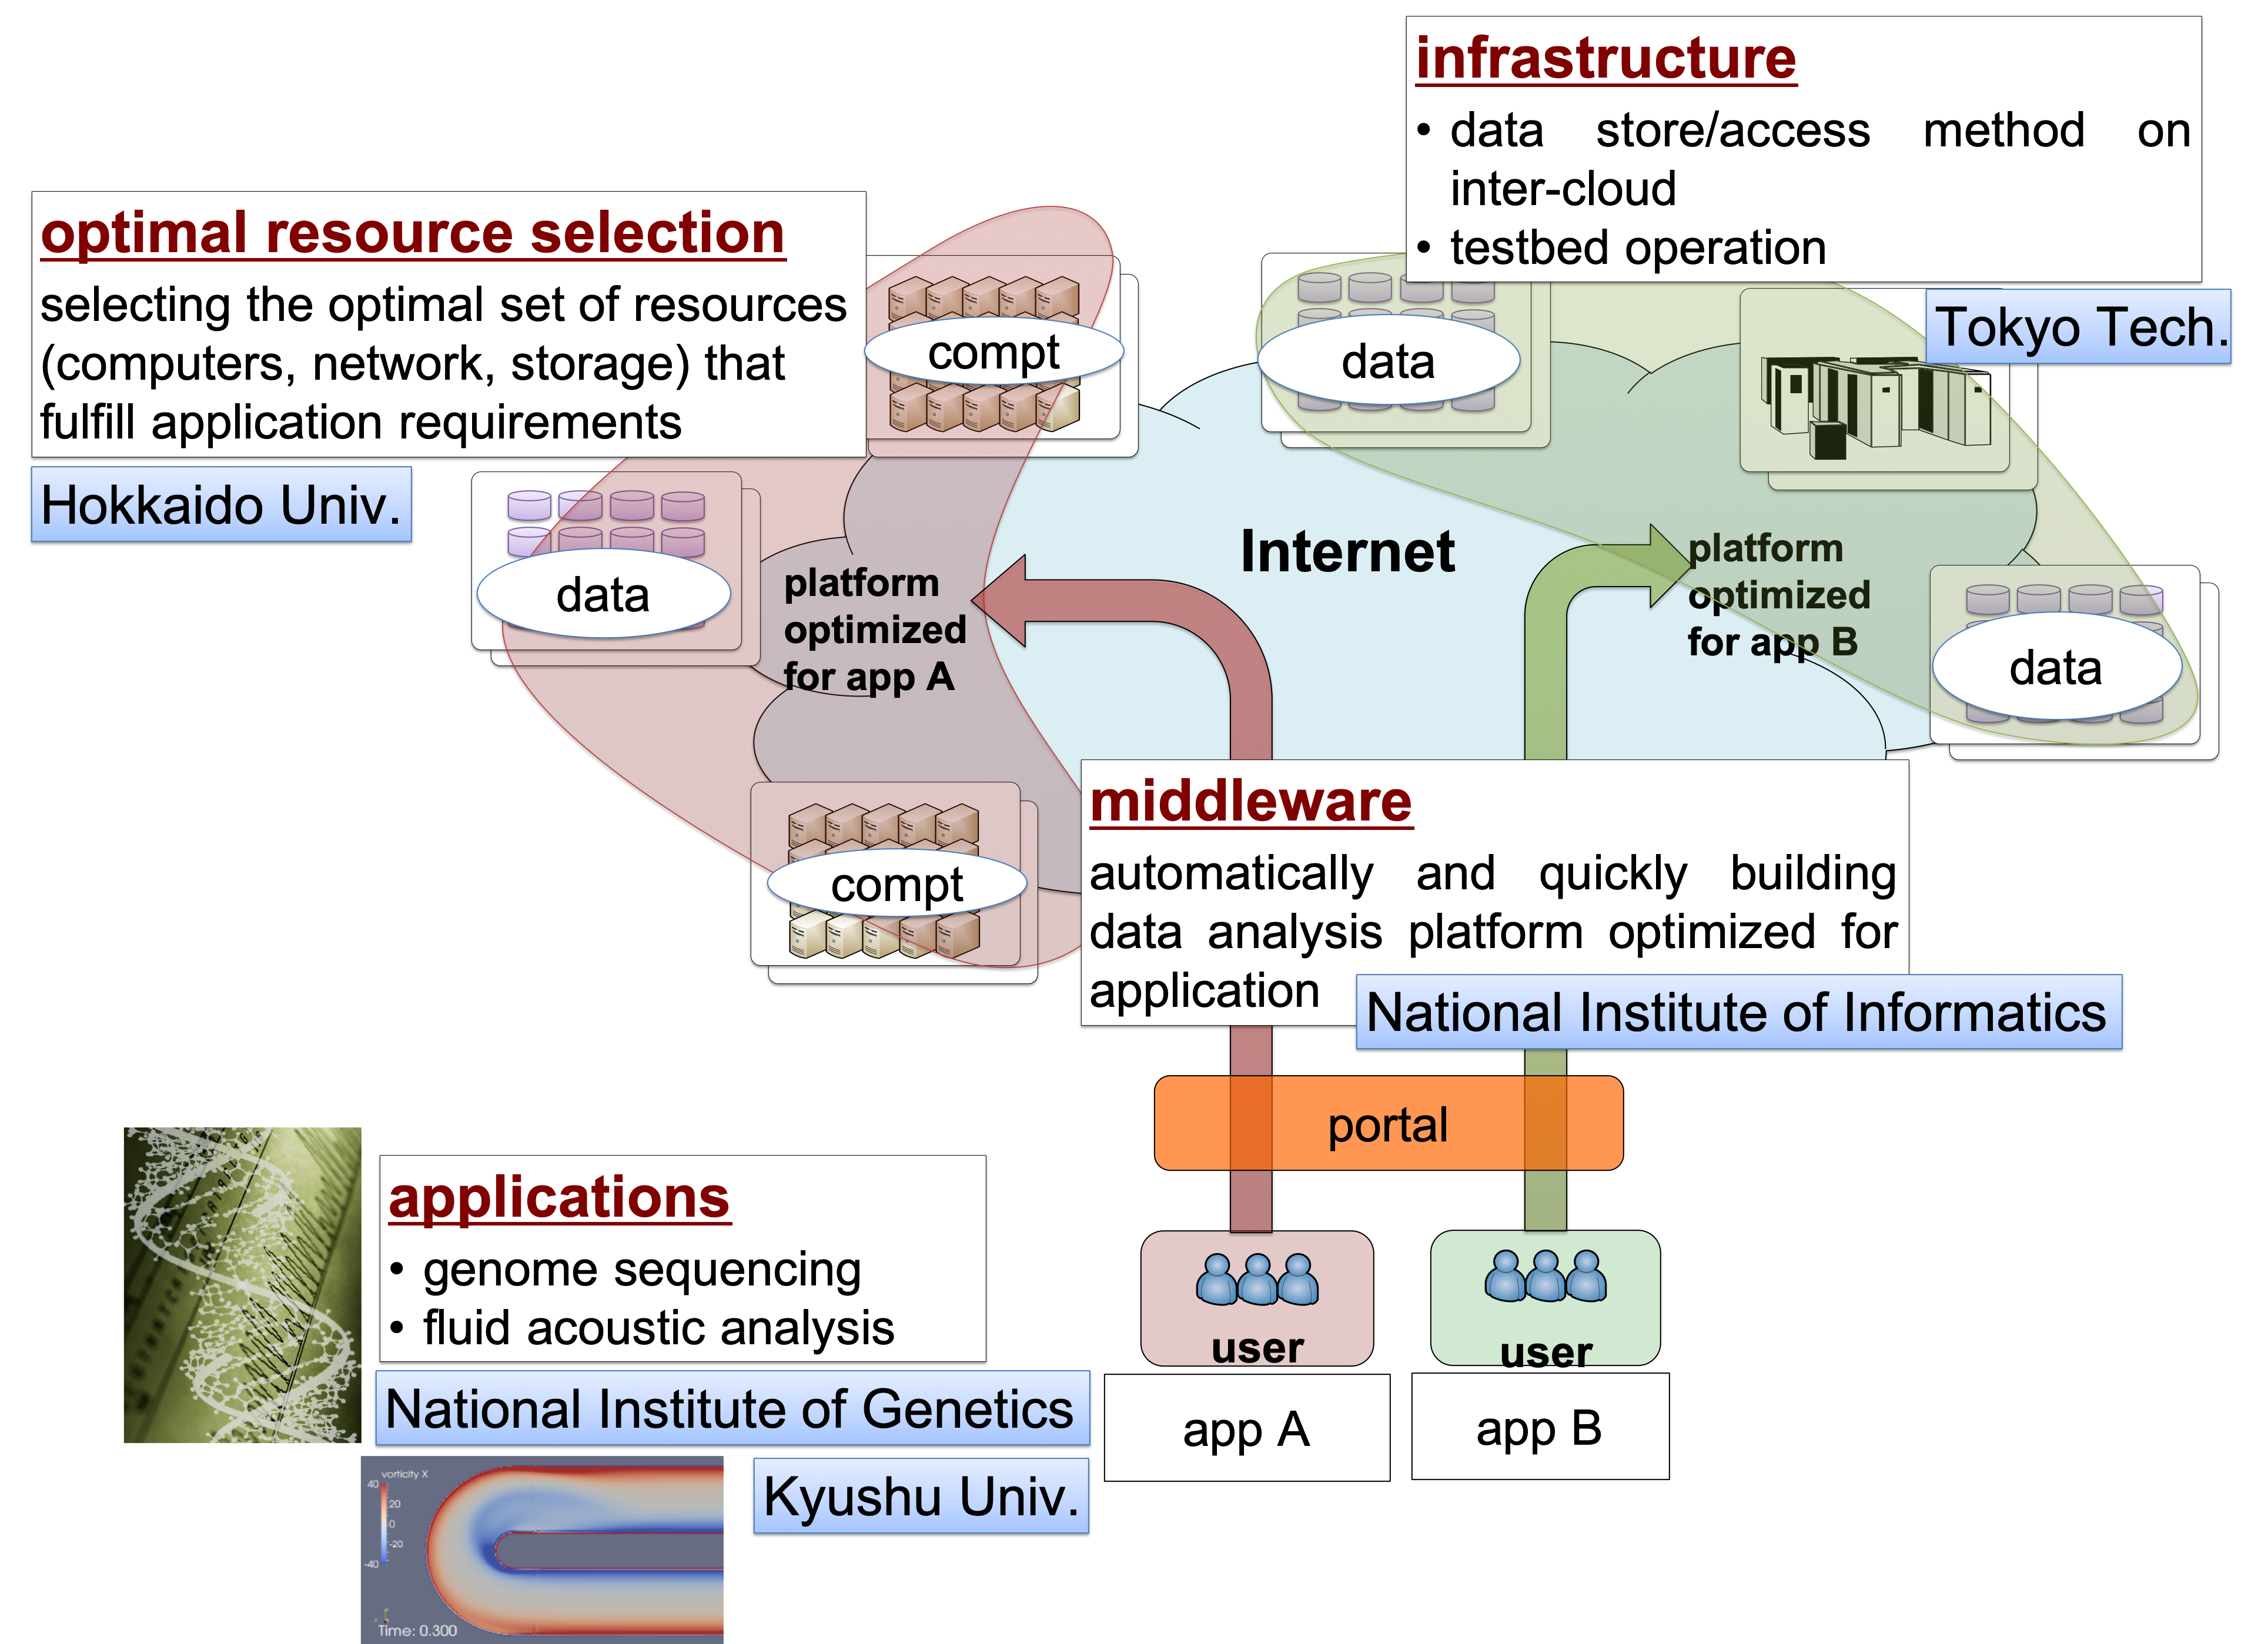 infrastructure
• data store/access method on
inter-cloud
• testbed operation
Tokyo Tech.
optimal resource selection
selecting the optimal set of resources
(computers, network, storage) that
fulfill application requirements
Hokkaido Univ.
compt
data
data
Internet
platform
optimized
for app A
platform
optimized
for app B
data
compt
middleware
automatically and quickly building
data analysis platform optimized for
application
National Institute of Informatics
portal
applications
• genome sequencing
• fluid acoustic analysis
National Institute of Genetics
Kyushu Univ.
user
user
app A
app B
vorticity X
40
20
0
-20
-40
Time: 0.300